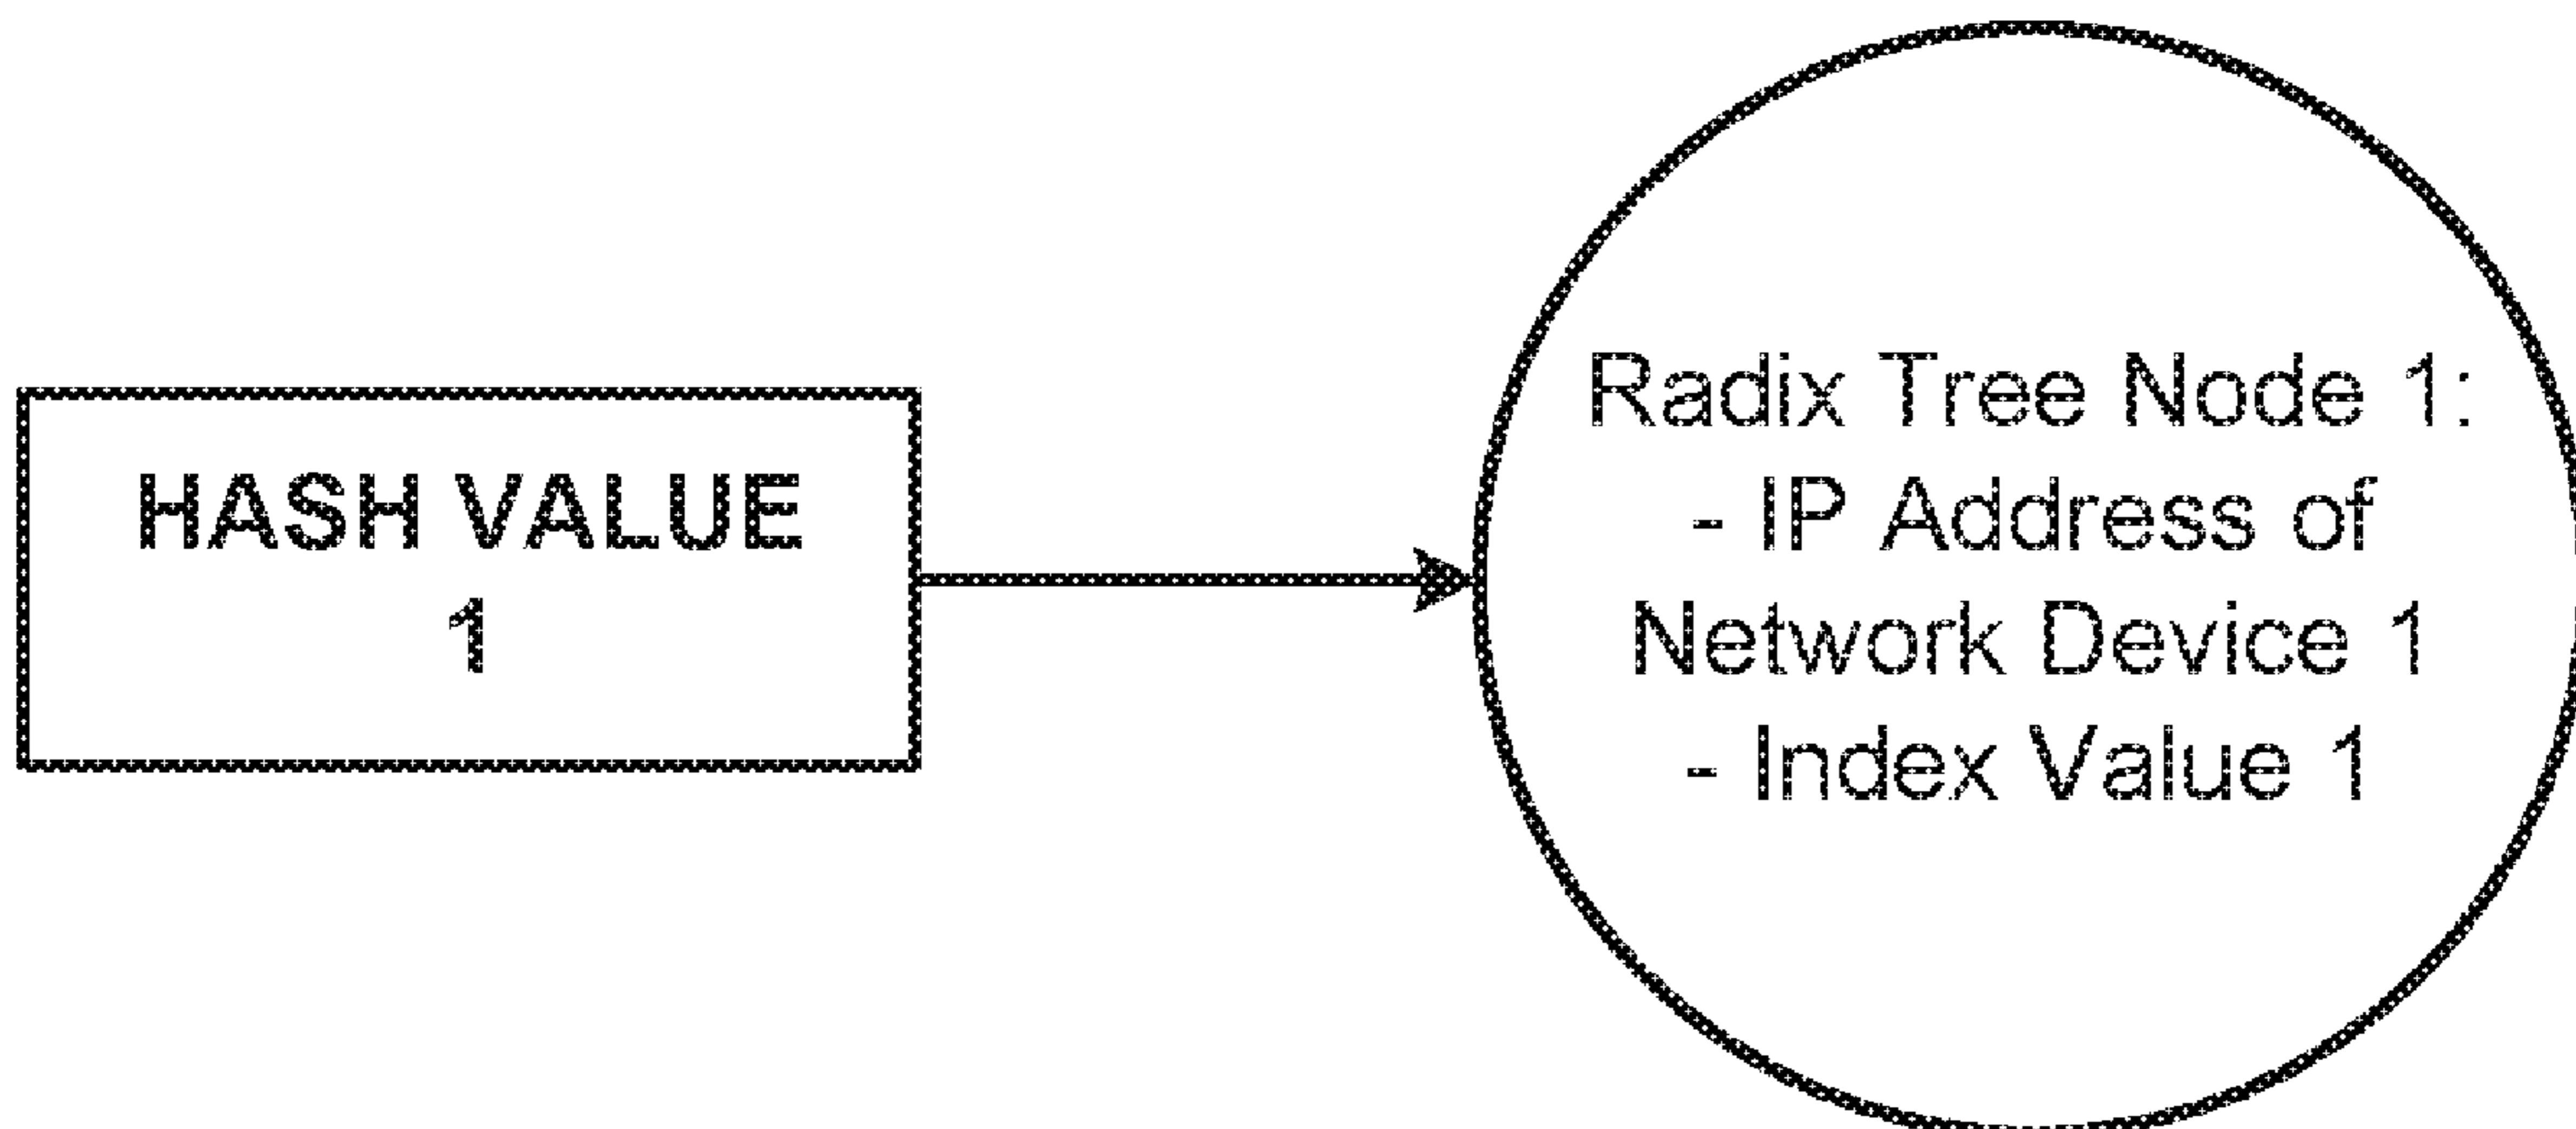 HASH VALUE
1
Radix Tree Node 1:
- IP Address of
Network Device 1
- Index Value 1